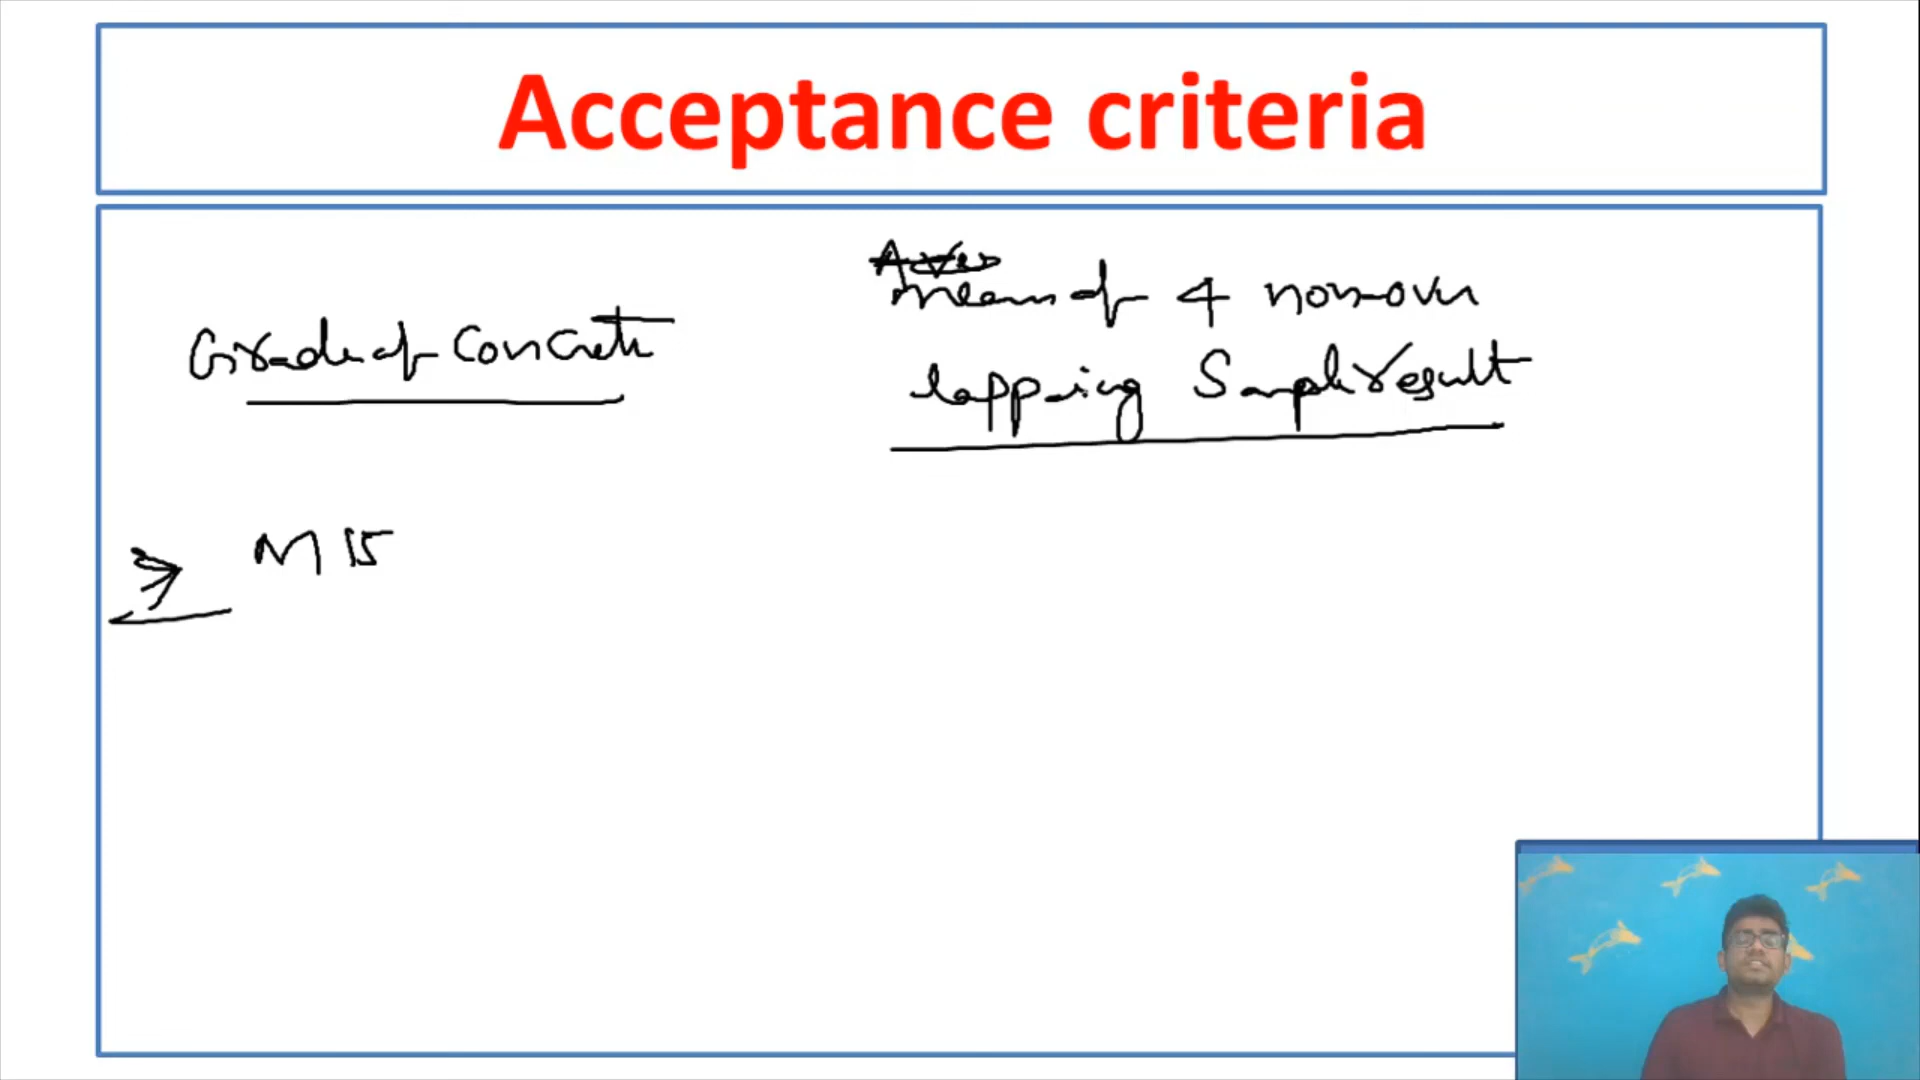 Acceptance criteria
Grade of Concrete
Mean of 4 non-over
lapping Sample result
≥ M15